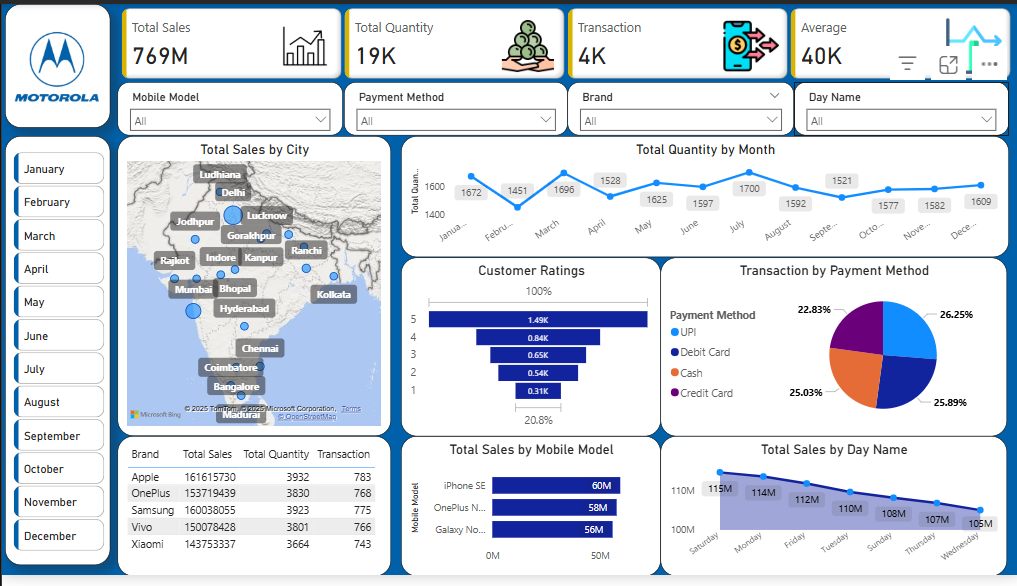 MOTOROLA
Total Sales
769M
Total Quantity
19K
Transaction
4K
Average
40K
Mobile Model
All
Payment Method
All
Brand
All
Day Name
All
January
February
March
April
May
June
July
August
September
October
November
December
Total Sales by City
Ludhiana
Delhi
Lucknow
Jodhpur
Gorakhpur
Ranchi
Rajkot
Indore
Kanpur
Mumbai
Bhopal
Kolkata
Hyderabad
Chennai
Coimbatore
Bangalore
Madurai
Microsoft Bing
© 2025 TomTom, © 2025 Microsoft Corporation, Terms
© OpenStreetMap
Total Quantity by Month
Total Quan...
1600
1400
1672
1451
1696
1528
1625
1597
1700
1592
1521
1577
1582
1609
Janua...
Febru...
March
April
May
June
July
August
Septe...
Octo...
Nove...
Dece...
Customer Ratings
100%
5 1.49K
4 0.84K
3 0.65K
2 0.54K
1 0.31K
20.8%
Transaction by Payment Method
Payment Method
UPI
Debit Card
Cash
Credit Card
22.83%
26.25%
25.03%
25.89%
Brand Total Sales Total Quantity Transaction
Apple 161615730 3932 783
OnePlus 153719439 3830 768
Samsung 160038055 3923 775
Vivo 150078428 3801 766
Xiaomi 143753337 3664 743
Total Sales by Mobile Model
Mobile Model
iPhone SE 60M
OnePlus N... 58M
Galaxy No... 56M
0M 50M
Total Sales by Day Name
110M
100M
115M
114M
112M
110M
108M
107M
105M
Saturday
Monday
Friday
Tuesday
Sunday
Thursday
Wednesday